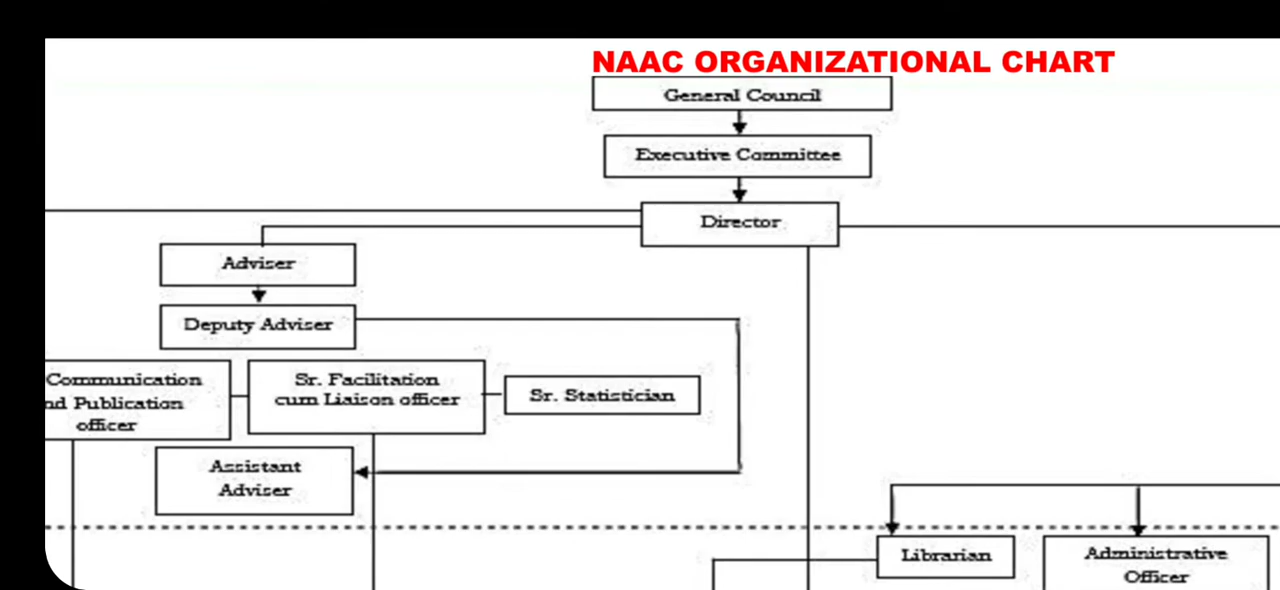 NAAC ORGANIZATIONAL CHART
General Council
Executive Committee
Director
Adviser
Deputy Adviser
Communication
nd Publication
officer
Sr. Facilitation
cum Liaison officer
Sr. Statistician
Assistant
Adviser
Librarian
Administrative
Officer